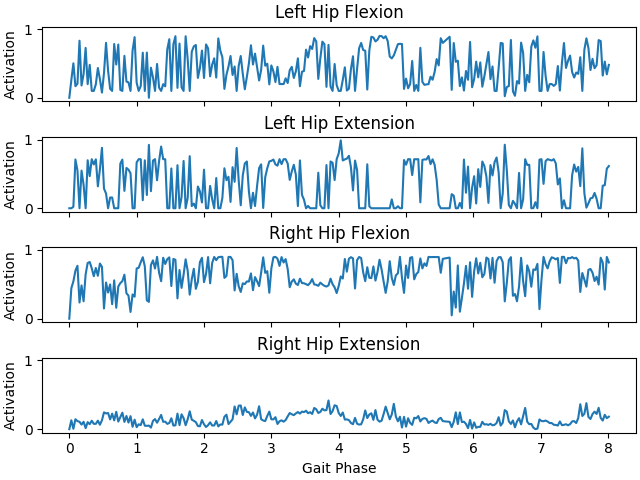 Left Hip Flexion
1
0
Activation
Left Hip Extension
1
0
Activation
Right Hip Flexion
1
0
Activation
Right Hip Extension
1
0
Activation
0 1 2 3 4 5 6 7 8
Gait Phase